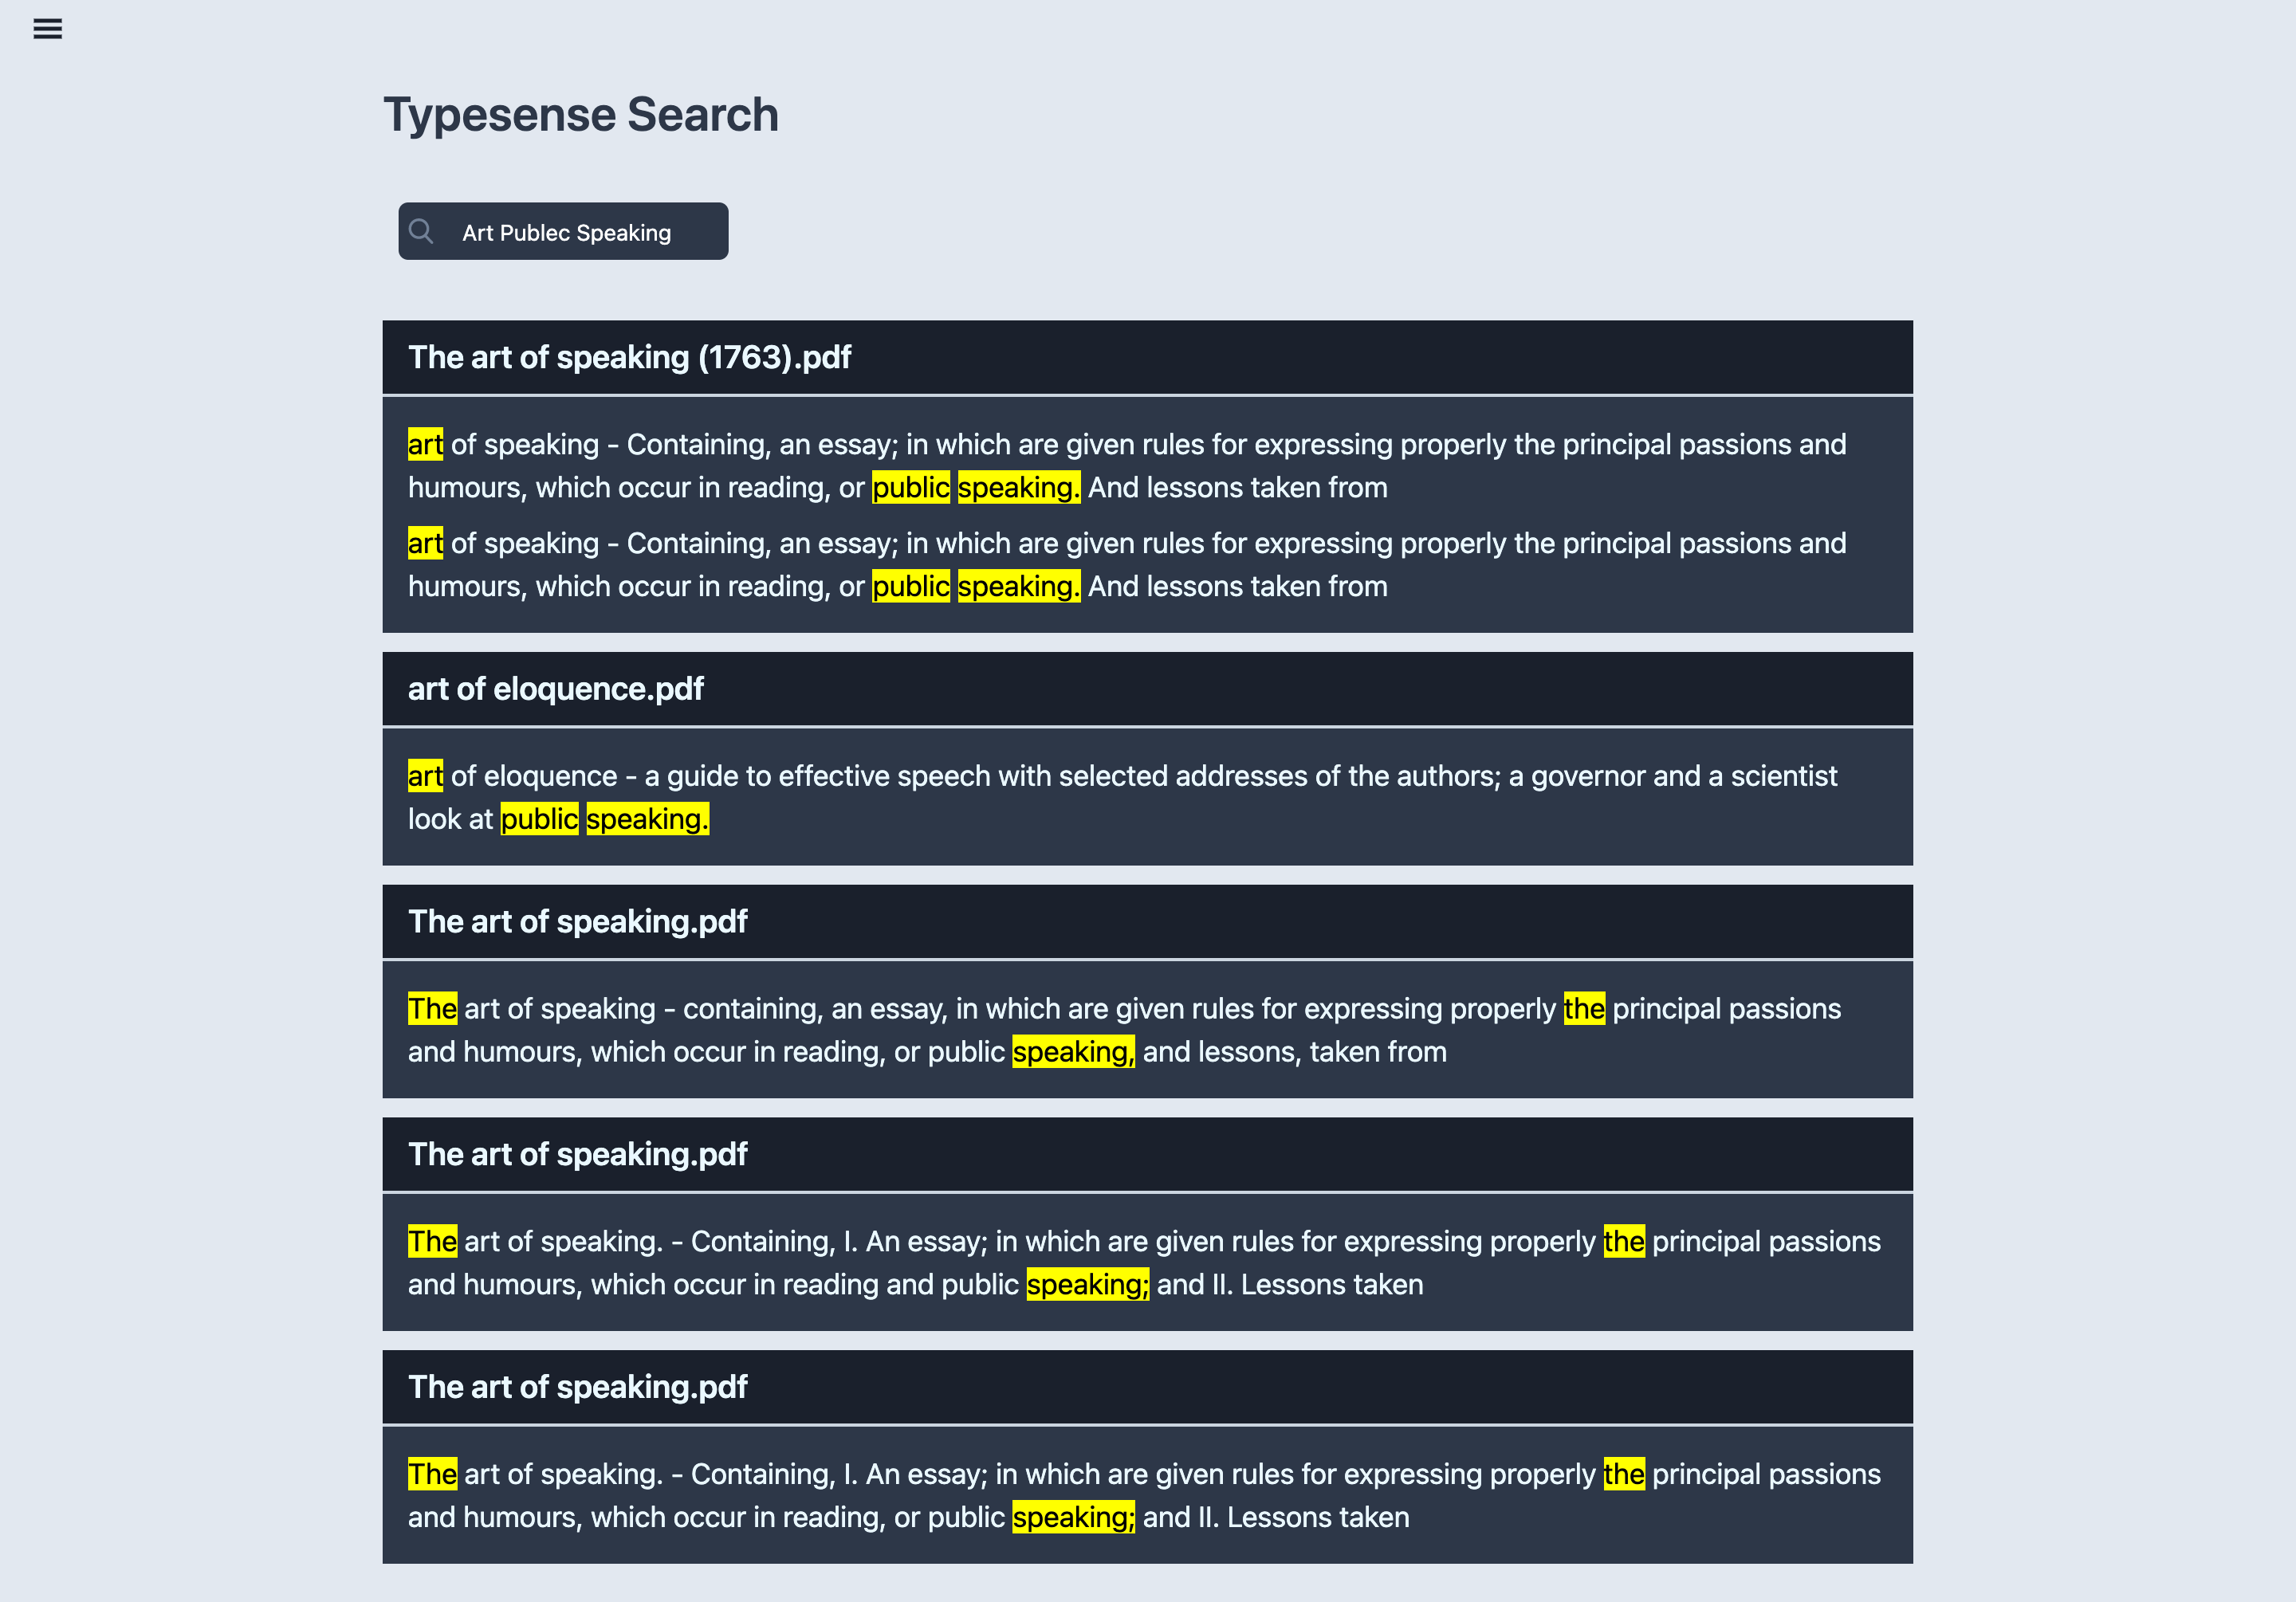 Typesense Search
Art Publec Speaking
The art of speaking (1763).pdf
art of speaking - Containing, an essay; in which are given rules for expressing properly the principal passions and
humours, which occur in reading, or public speaking. And lessons taken from
art of speaking - Containing, an essay; in which are given rules for expressing properly the principal passions and
humours, which occur in reading, or public speaking. And lessons taken from
art of eloquence.pdf
art of eloquence - a guide to effective speech with selected addresses of the authors; a governor and a scientist
look at public speaking.
The art of speaking.pdf
The art of speaking - containing, an essay, in which are given rules for expressing properly the principal passions
and humours, which occur in reading, or public speaking, and lessons, taken from
The art of speaking.pdf
The art of speaking. - Containing, I. An essay; in which are given rules for expressing properly the principal passions
and humours, which occur in reading and public speaking; and II. Lessons taken
The art of speaking.pdf
The art of speaking. - Containing, I. An essay; in which are given rules for expressing properly the principal passions
and humours, which occur in reading, or public speaking; and II. Lessons taken